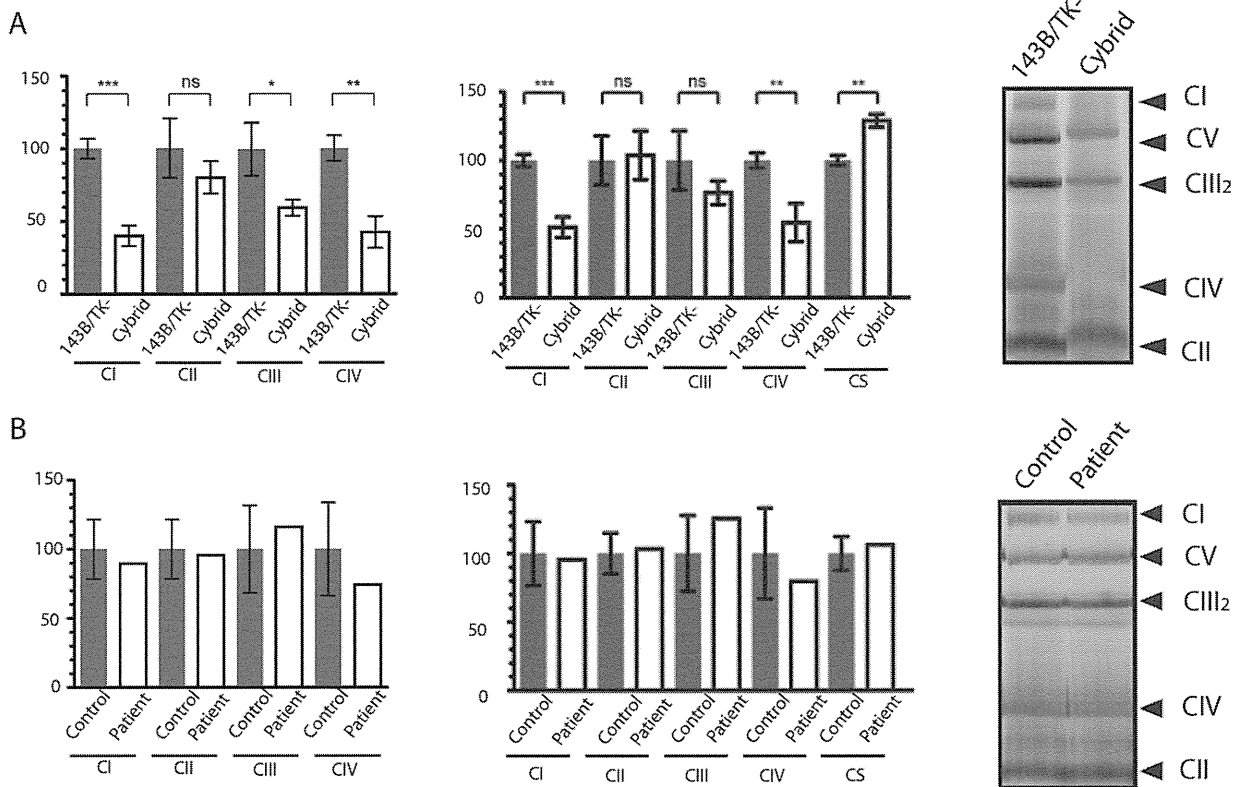 A
150
100
50
0
*** ns * **
143B/TK- Cybrid 143B/TK- Cybrid 143B/TK- Cybrid 143B/TK- Cybrid
CI CII CIII CIV
150
100
50
0
*** ns ns ** **
143B/TK- Cybrid 143B/TK- Cybrid 143B/TK- Cybrid 143B/TK- Cybrid 143B/TK- Cybrid
CI CII CIII CIV CS
143B/TK- Cybrid
CI
CV
CIII₂
CIV
CII
B
150
100
50
0
Control Patient Control Patient Control Patient Control Patient
CI CII CIII CIV
150
100
50
0
Control Patient Control Patient Control Patient Control Patient Control Patient
CI CII CIII CIV CS
Control Patient
CI
CV
CIII₂
CIV
CII